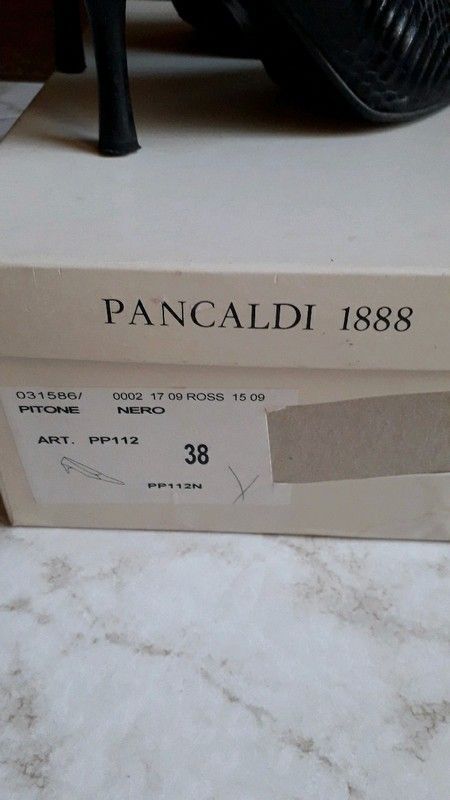 PANCALDI 1888
031586/ 0002 17 09 ROSS 15 09
PITONE NERO
ART. PP112
38
PP112N